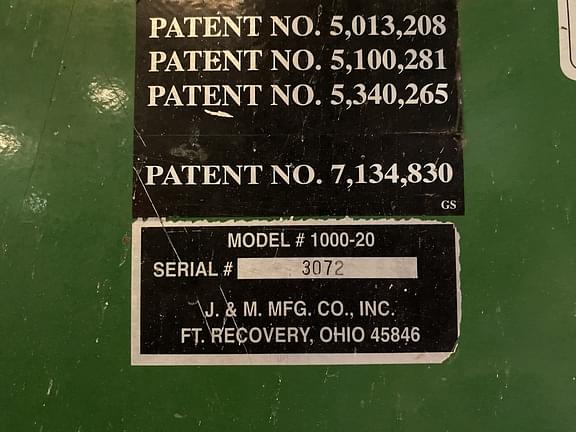 PATENT NO. 5,013,208
PATENT NO. 5,100,281
PATENT NO. 5,340,265
PATENT NO. 7,134,830
GS
MODEL # 1000-20
SERIAL # 3072
J. & M. MFG. CO., INC.
FT. RECOVERY, OHIO 45846